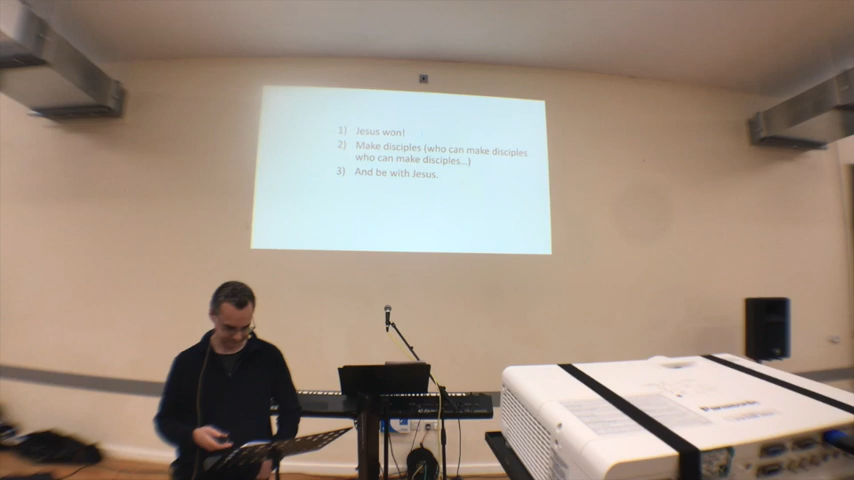 1) Jesus won!
2) Make disciples (who can make disciples
who can make disciples...)
3) And be with Jesus.
Panasonic